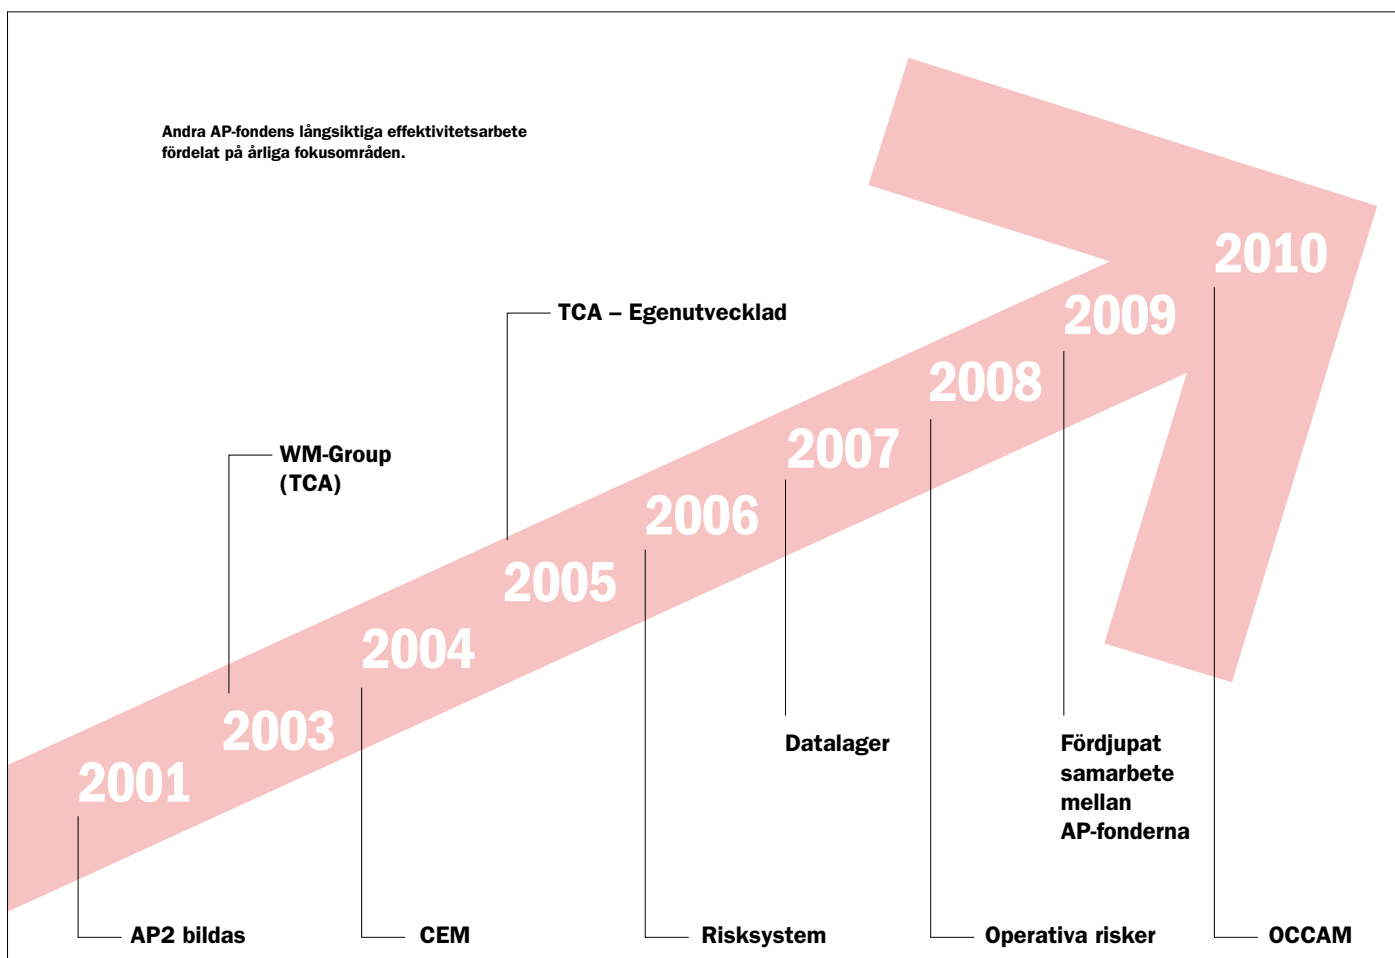 Andra AP-fondens långsiktiga effektivitetsarbete
fördelat på årliga fokusområden.
2010
TCA – Egenutvecklad
2009
2008
WM-Group
(TCA)
2007
2006
2005
2004
2003
2001
Datalager
Fördjupat
samarbete
mellan
AP-fonderna
AP2 bildas
CEM
Risksystem
Operativa risker
OCCAM